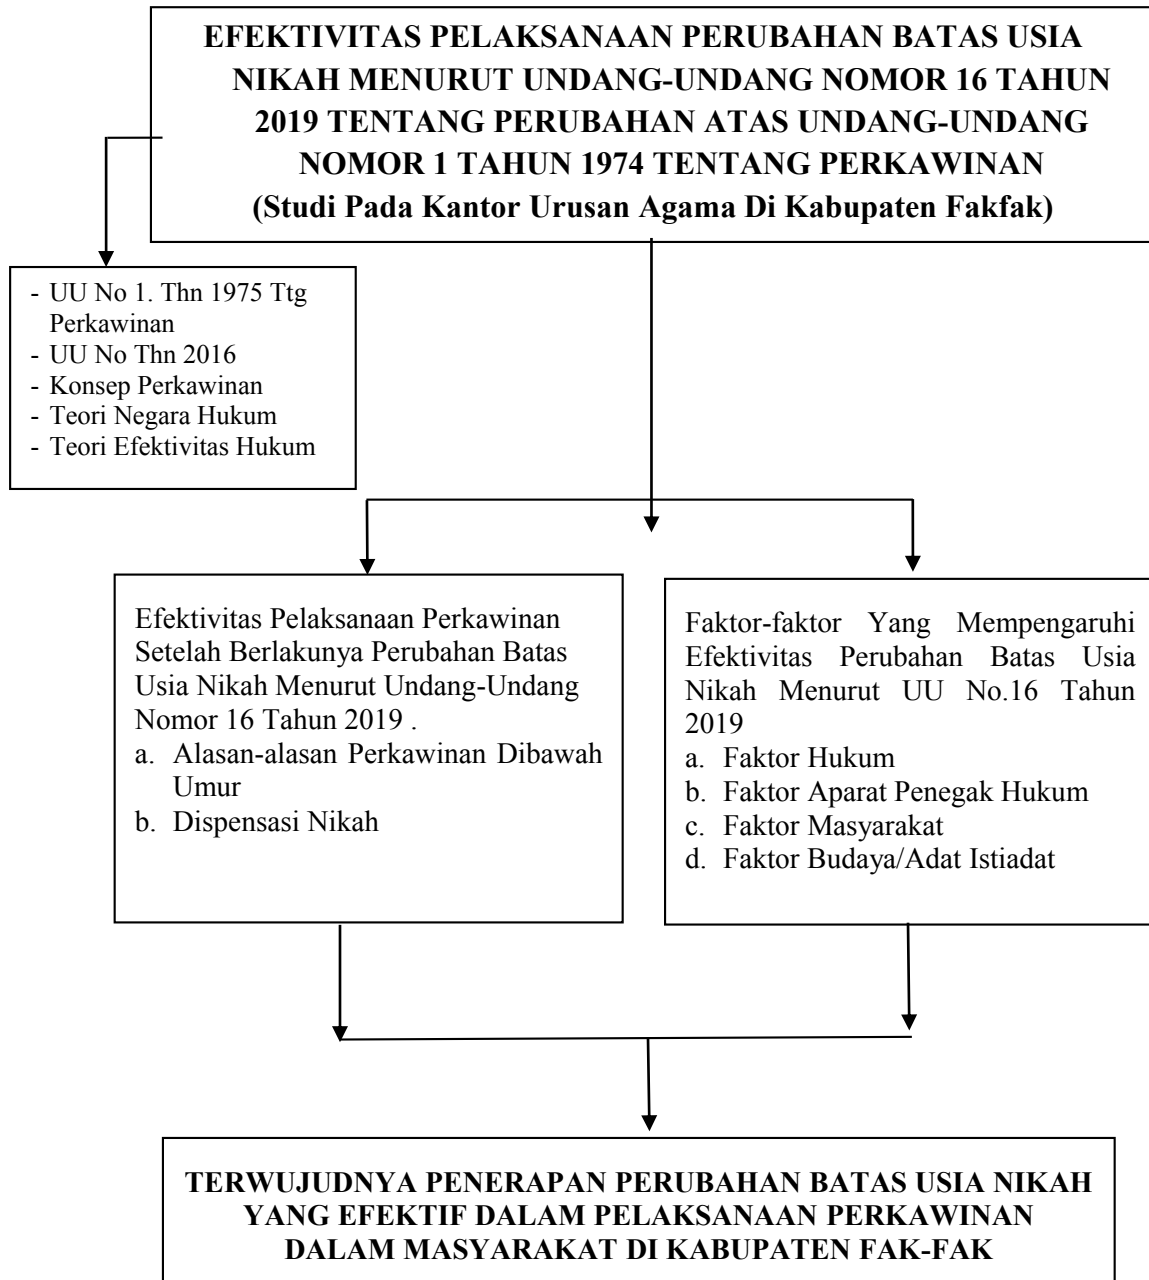 EFEKTIVITAS PELAKSANAAN PERUBAHAN BATAS USIA
NIKAH MENURUT UNDANG-UNDANG NOMOR 16 TAHUN
2019 TENTANG PERUBAHAN ATAS UNDANG-UNDANG
NOMOR 1 TAHUN 1974 TENTANG PERKAWINAN
(Studi Pada Kantor Urusan Agama Di Kabupaten Fakfak)
- UU No 1. Thn 1975 Ttg
Perkawinan
- UU No Thn 2016
- Konsep Perkawinan
- Teori Negara Hukum
- Teori Efektivitas Hukum
Efektivitas Pelaksanaan Perkawinan
Setelah Berlakunya Perubahan Batas
Usia Nikah Menurut Undang-Undang
Nomor 16 Tahun 2019 .
a. Alasan-alasan Perkawinan Dibawah
Umur
b. Dispensasi Nikah
Faktor-faktor Yang Mempengaruhi
Efektivitas Perubahan Batas Usia
Nikah Menurut UU No.16 Tahun
2019
a. Faktor Hukum
b. Faktor Aparat Penegak Hukum
c. Faktor Masyarakat
d. Faktor Budaya/Adat Istiadat
TERWUJUDNYA PENERAPAN PERUBAHAN BATAS USIA NIKAH
YANG EFEKTIF DALAM PELAKSANAAN PERKAWINAN
DALAM MASYARAKAT DI KABUPATEN FAK-FAK